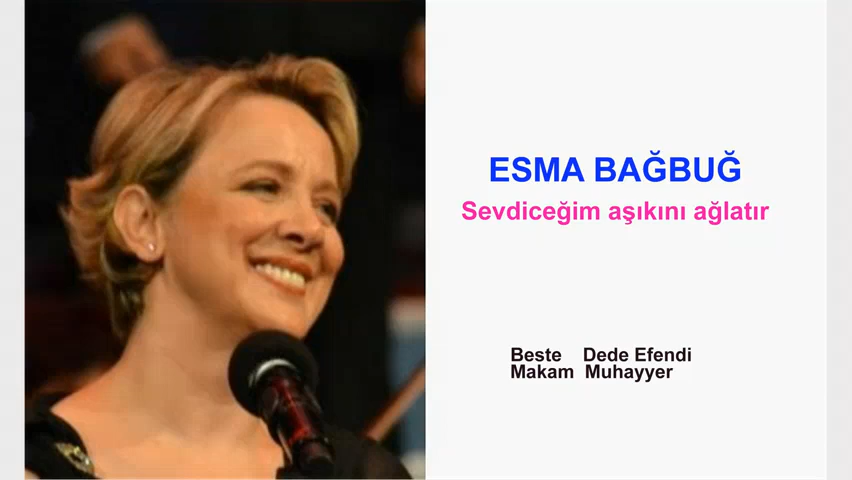 ESMA BAĞBUĞ
Sevdiceğim aşıkını ağlatır
Beste Dede Efendi
Makam Muhayyer